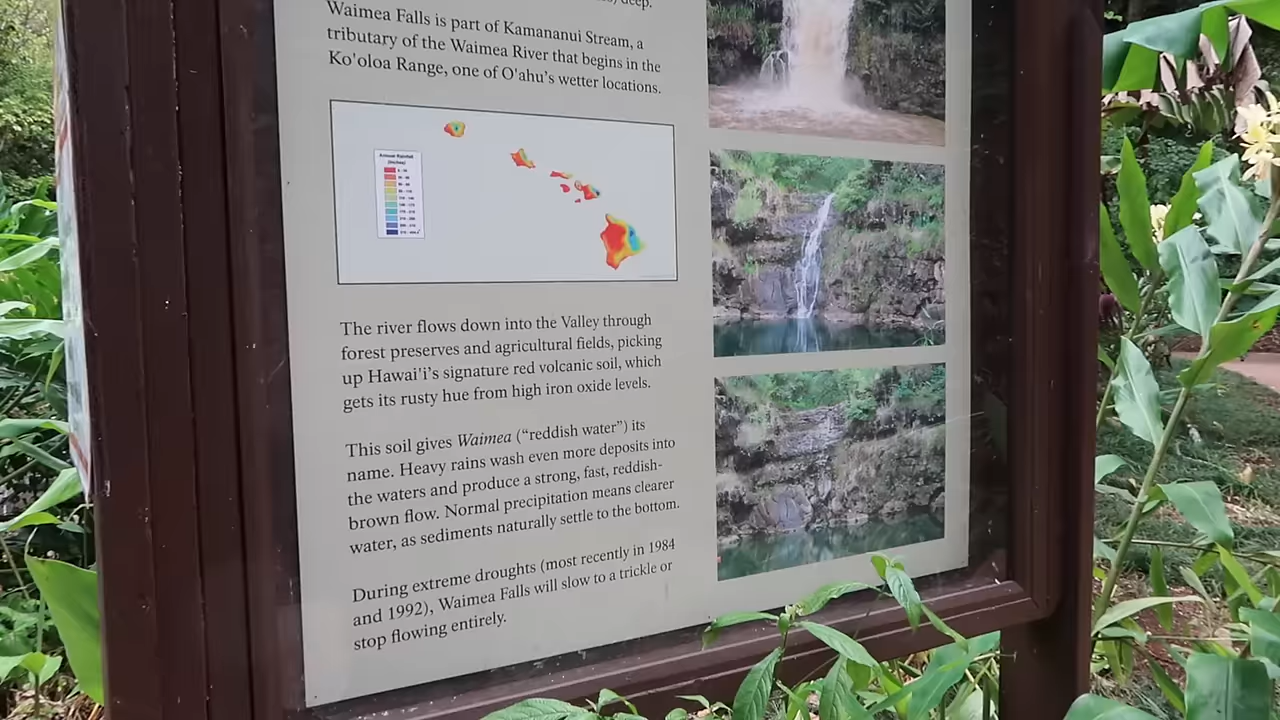 deep.
Waimea Falls is part of Kamananui Stream, a
tributary of the Waimea River that begins in the
Ko'oloa Range, one of O'ahu's wetter locations.
Annual Rainfall
(inches)
The river flows down into the Valley through
forest preserves and agricultural fields, picking
up Hawai'i's signature red volcanic soil, which
gets its rusty hue from high iron oxide levels.
This soil gives Waimea (“reddish water”) its
name. Heavy rains wash even more deposits into
the waters and produce a strong, fast, reddish-
brown flow. Normal precipitation means clearer
water, as sediments naturally settle to the bottom.
During extreme droughts (most recently in 1984
and 1992), Waimea Falls will slow to a trickle or
stop flowing entirely.